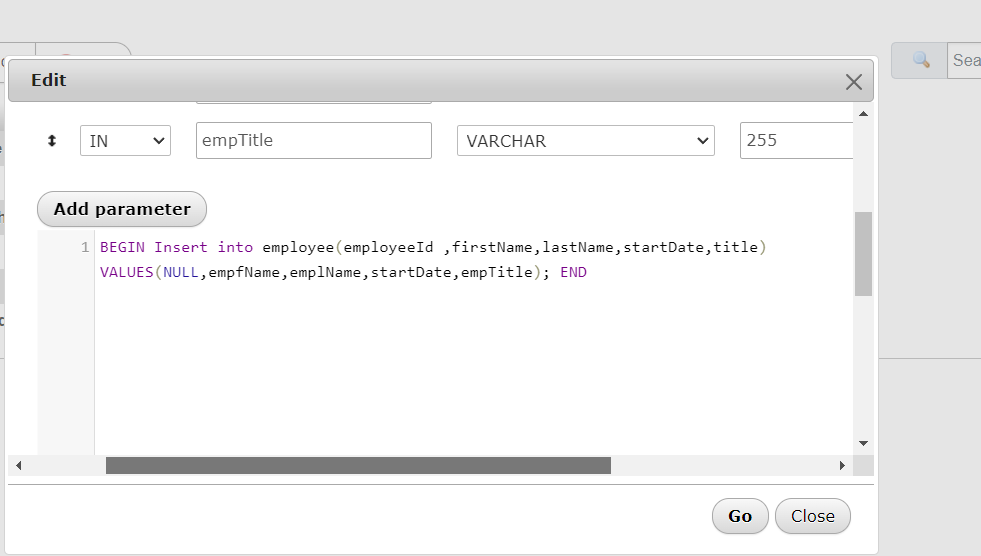 Sea
Edit
IN empTitle VARCHAR 255
Add parameter
1 BEGIN Insert into employee(employeeId ,firstName,lastName,startDate,title)
VALUES(NULL,empfName,emplName,startDate,empTitle); END
Go Close